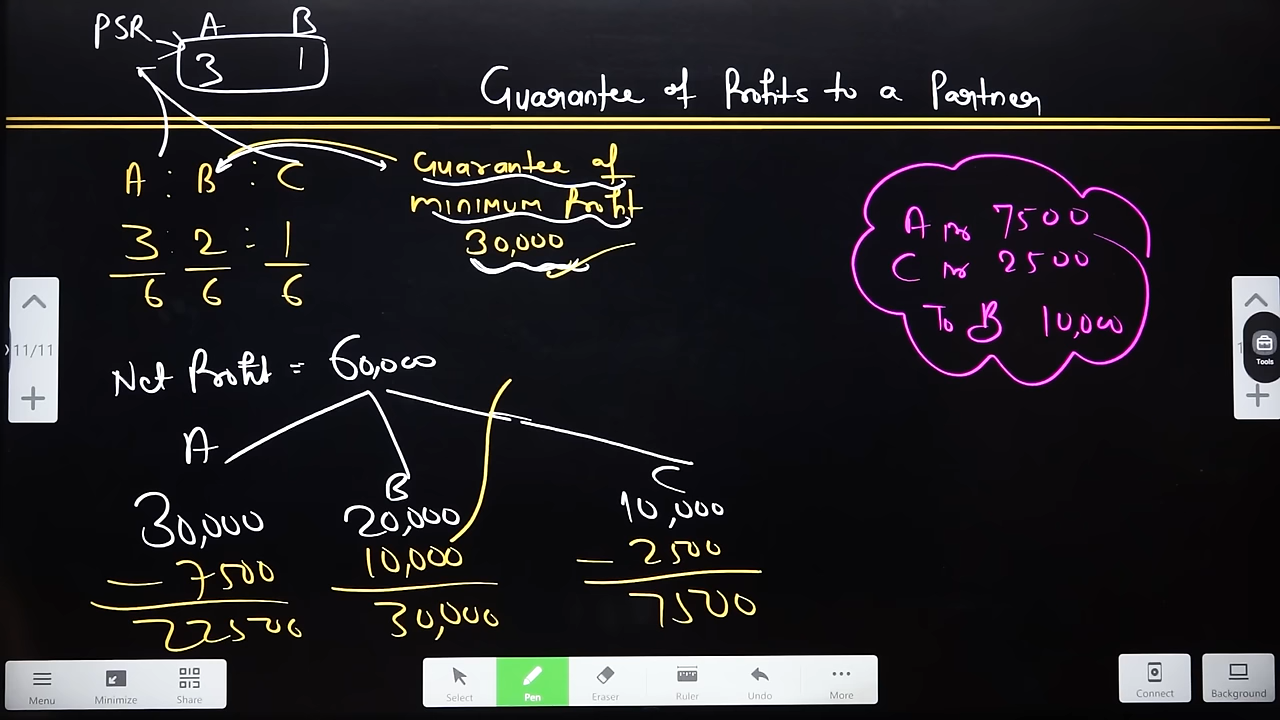 PSR → A B
3 1
Guarantee of Profits to a Partner
A : B : C
3/6 : 2/6 : 1/6
Guarantee of
minimum Profit
30,000
A Dr 7500
C Dr 2500
To B 10,000
11/11
Net Profit = 60,000
A
B
C
30,000
20,000
10,000
- 7500
10,000
- 2500
22500
30,000
7500
Menu
Minimize
Share
Select
Pen
Eraser
Ruler
Undo
More
Connect
Background
Tools
1